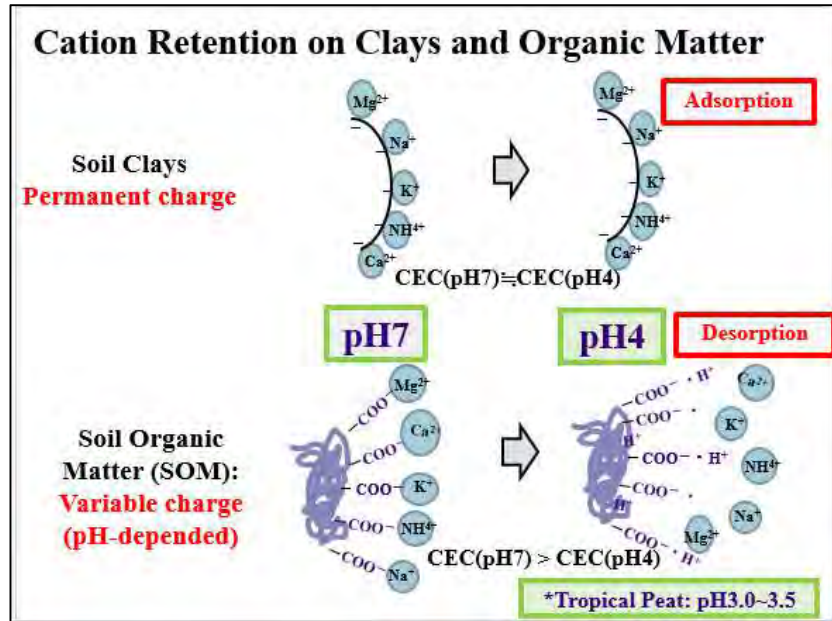 Cation Retention on Clays and Organic Matter
Mg²⁺
Na⁺
K⁺
NH⁴⁺
Ca²⁺
Mg²⁺
Na⁺
K⁺
NH⁴⁺
Ca²⁺
Adsorption
Soil Clays
Permanent charge
CEC(pH7)≒CEC(pH4)
pH7
pH4
Desorption
Soil Organic
Matter (SOM):
Variable charge
(pH-depended)
–COO⁻ Mg²⁺
–COO⁻ Ca²⁺
–COO⁻ K⁺
–COO⁻ NH⁴⁺
–COO⁻ Na⁺
–COO⁻ · H⁺
–COO⁻ ·
H⁺
–COO⁻ · H⁺
–COO⁻ ·
H⁺
–COO⁻ · H⁺
Ca²⁺
K⁺
NH⁴⁺
Na⁺
Mg²⁺
CEC(pH7) > CEC(pH4)
*Tropical Peat: pH3.0~3.5